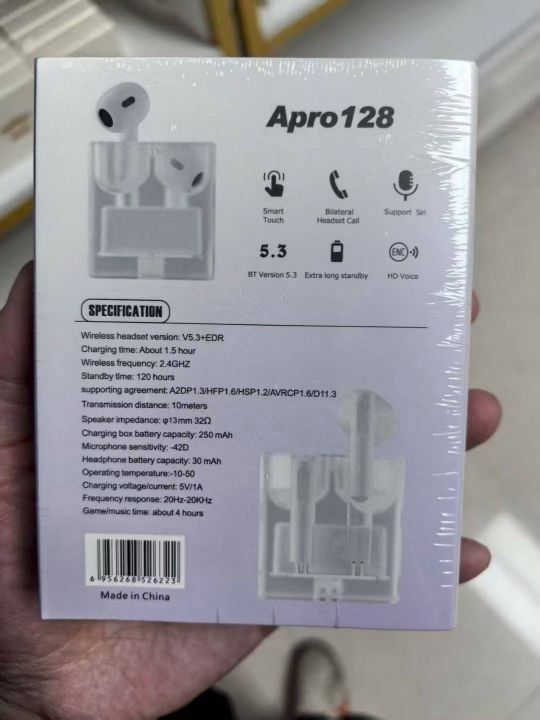 Apro128
Smart
Touch
Bilateral
Headset Call
Support Siri
5.3
BT Version 5.3
Extra long standby
ENC
HD Voice
SPECIFICATION
Wireless headset version: V5.3+EDR
Charging time: About 1.5 hour
Wireless frequency: 2.4GHZ
Standby time: 120 hours
supporting agreement: A2DP1.3/HFP1.6/HSP1.2/AVRCP1.6/D11.3
Transmission distance: 10meters
Speaker impedance: φ13mm 32Ω
Charging box battery capacity: 250 mAh
Microphone sensitivity: -42D
Headphone battery capacity: 30 mAh
Operating temperature:-10-50
Charging voltage/current: 5V/1A
Frequency response: 20Hz-20KHz
Game/music time: about 4 hours
6 956268 526223
Made in China